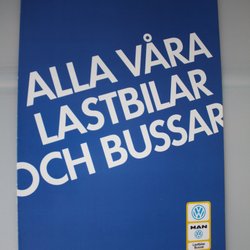 ALLA VÅRA
LASTBILAR
OCH BUSSAR
MAN